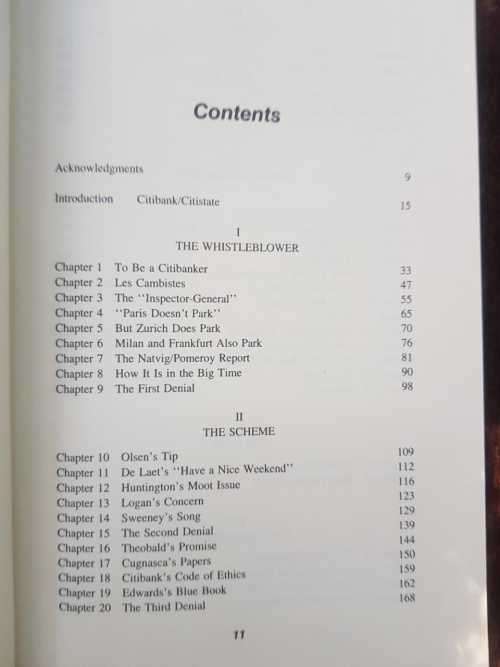 Contents
Acknowledgments 9
Introduction Citibank/Citistate 15
I
THE WHISTLEBLOWER
Chapter 1 To Be a Citibanker 33
Chapter 2 Les Cambistes 47
Chapter 3 The "Inspector-General" 55
Chapter 4 "Paris Doesn't Park" 65
Chapter 5 But Zurich Does Park 70
Chapter 6 Milan and Frankfurt Also Park 76
Chapter 7 The Natvig/Pomeroy Report 81
Chapter 8 How It Is in the Big Time 90
Chapter 9 The First Denial 98
II
THE SCHEME
Chapter 10 Olsen's Tip 109
Chapter 11 De Laet's "Have a Nice Weekend" 112
Chapter 12 Huntington's Moot Issue 116
Chapter 13 Logan's Concern 123
Chapter 14 Sweeney's Song 129
Chapter 15 The Second Denial 139
Chapter 16 Theobald's Promise 144
Chapter 17 Cugnasca's Papers 150
Chapter 18 Citibank's Code of Ethics 159
Chapter 19 Edwards's Blue Book 162
Chapter 20 The Third Denial 168
11